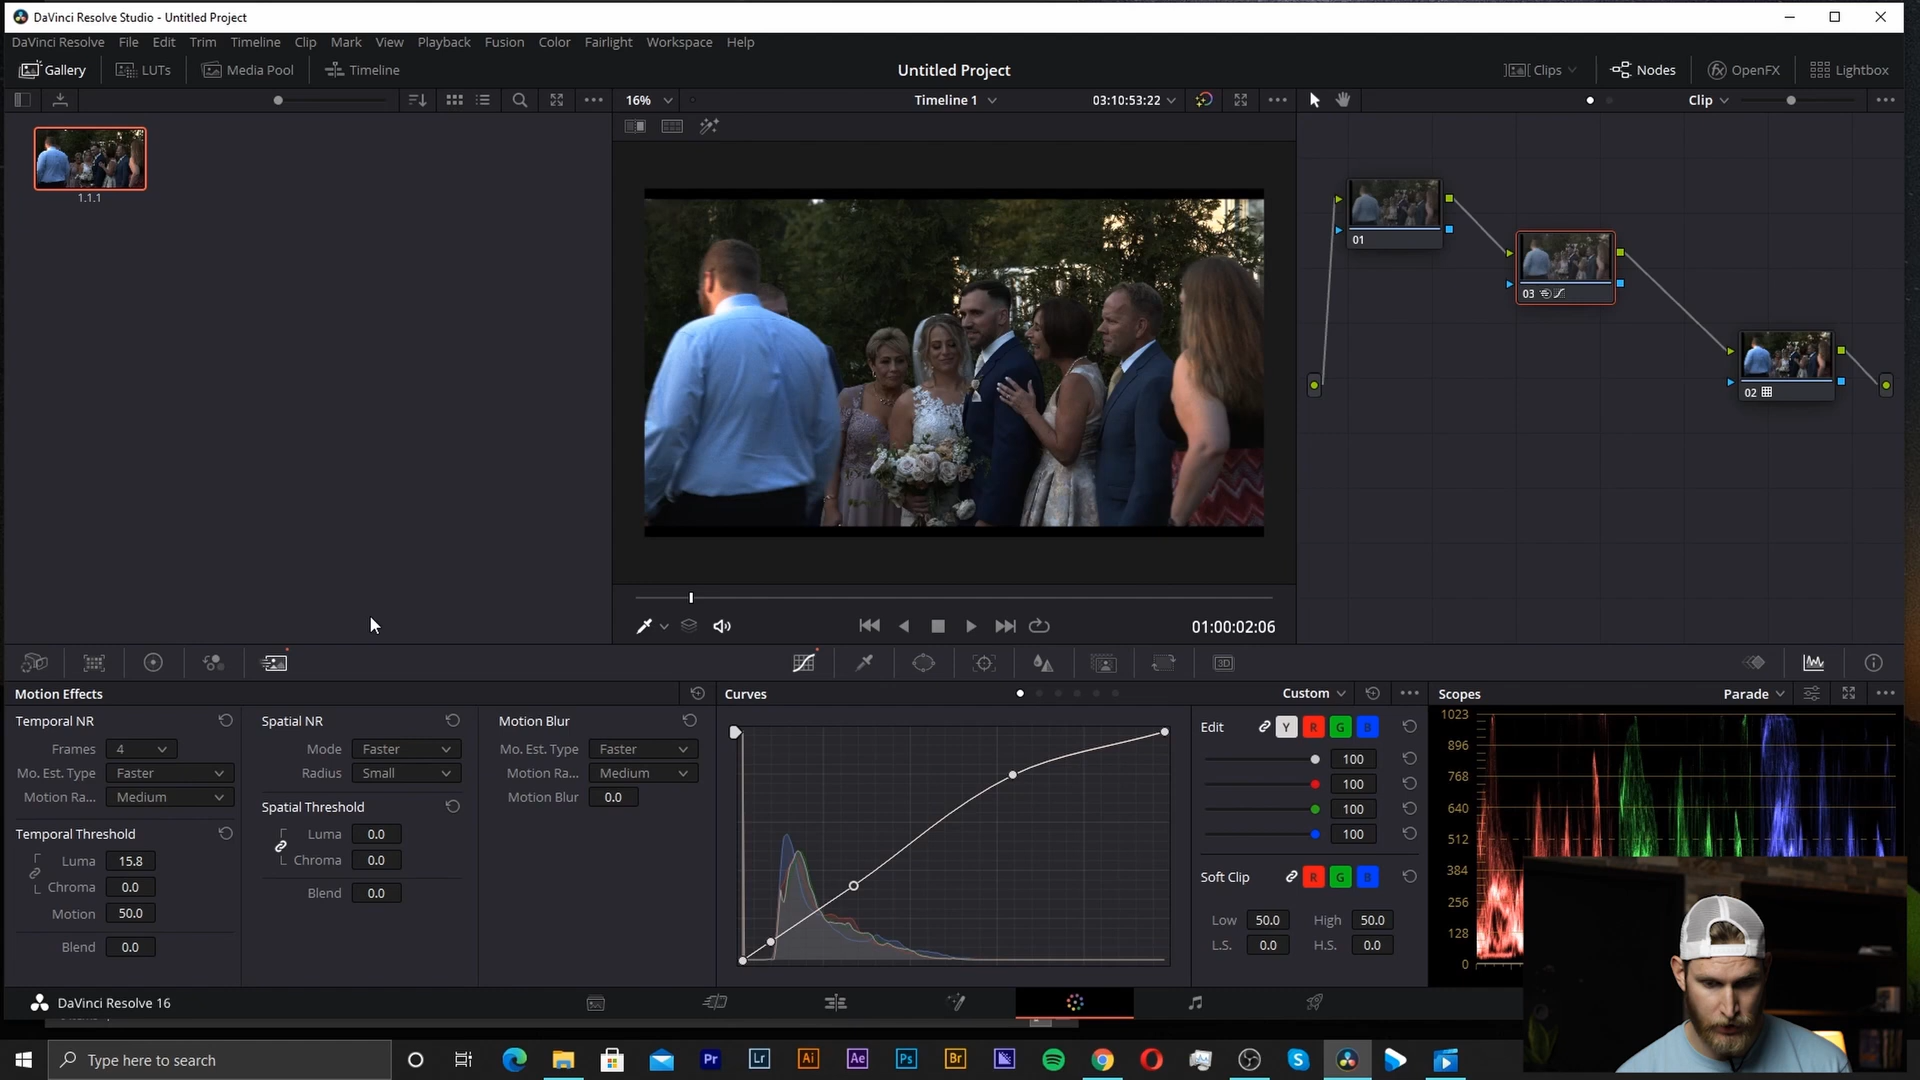 DaVinci Resolve Studio - Untitled Project
DaVinci Resolve File Edit Trim Timeline Clip Mark View Playback Fusion Color Fairlight Workspace Help
Gallery LUTs Media Pool Timeline Untitled Project Clips Nodes OpenFX Lightbox
16% Timeline 1 03:10:53:22 Clip
1.1.1
01
03
02
01:00:02:06
Motion Effects Curves Custom Scopes Parade
Temporal NR Spatial NR Motion Blur Edit Y R G B 1023
Frames 4 Mode Faster Mo. Est. Type Faster 100 896
Mo. Est. Type Faster Radius Small Motion Ra... Medium 100 768
Motion Ra... Medium Spatial Threshold Motion Blur 0.0 100 640
Temporal Threshold Luma 0.0 100 512
Luma 15.8 Chroma 0.0 Soft Clip R G B 384
Chroma 0.0 Blend 0.0 256
Motion 50.0 Low 50.0 High 50.0 128
Blend 0.0 L.S. 0.0 H.S. 0.0 0
DaVinci Resolve 16
Type here to search Pr Lr Ai Ae Ps Br